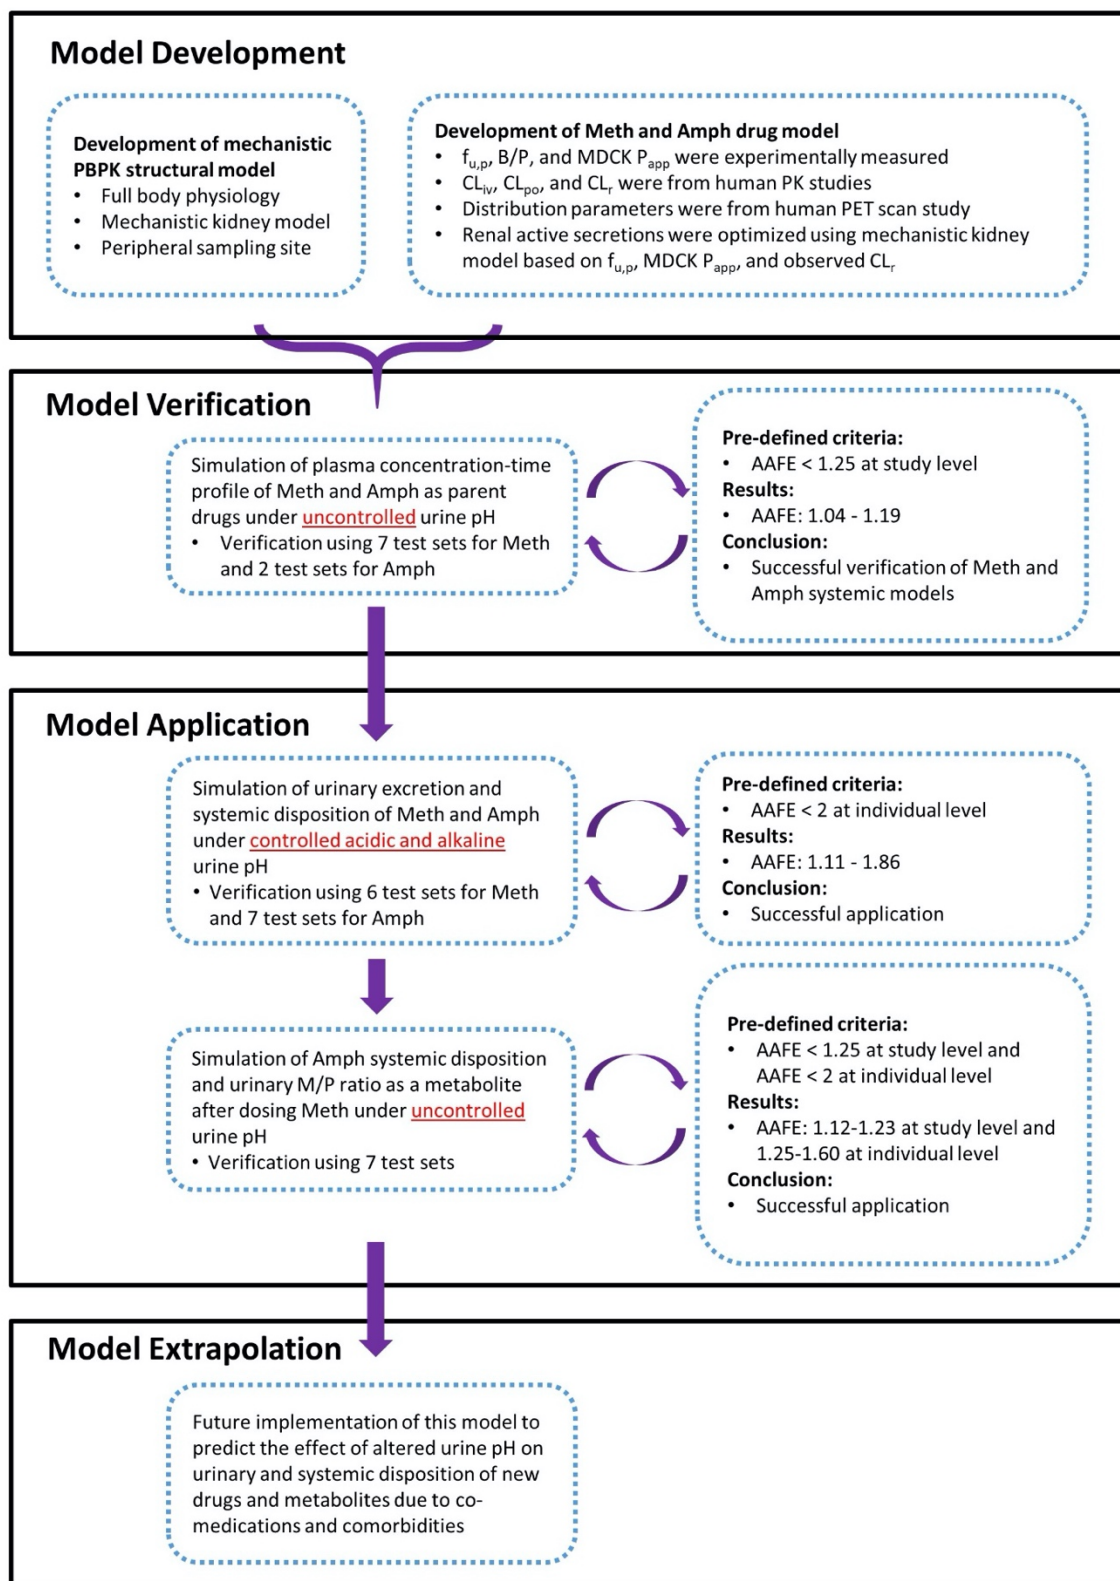 Model Development
Development of mechanistic
PBPK structural model
• Full body physiology
• Mechanistic kidney model
• Peripheral sampling site
Development of Meth and Amph drug model
• fu,p, B/P, and MDCK Papp were experimentally measured
• CLiv, CLpo, and CLr were from human PK studies
• Distribution parameters were from human PET scan study
• Renal active secretions were optimized using mechanistic kidney
model based on fu,p, MDCK Papp, and observed CLr
Model Verification
Simulation of plasma concentration-time
profile of Meth and Amph as parent
drugs under uncontrolled urine pH
• Verification using 7 test sets for Meth
and 2 test sets for Amph
Pre-defined criteria:
• AAFE < 1.25 at study level
Results:
• AAFE: 1.04 - 1.19
Conclusion:
• Successful verification of Meth and
Amph systemic models
Model Application
Simulation of urinary excretion and
systemic disposition of Meth and Amph
under controlled acidic and alkaline
urine pH
• Verification using 6 test sets for Meth
and 7 test sets for Amph
Pre-defined criteria:
• AAFE < 2 at individual level
Results:
• AAFE: 1.11 - 1.86
Conclusion:
• Successful application
Simulation of Amph systemic disposition
and urinary M/P ratio as a metabolite
after dosing Meth under uncontrolled
urine pH
• Verification using 7 test sets
Pre-defined criteria:
• AAFE < 1.25 at study level and
AAFE < 2 at individual level
Results:
• AAFE: 1.12-1.23 at study level and
1.25-1.60 at individual level
Conclusion:
• Successful application
Model Extrapolation
Future implementation of this model to
predict the effect of altered urine pH on
urinary and systemic disposition of new
drugs and metabolites due to co-
medications and comorbidities